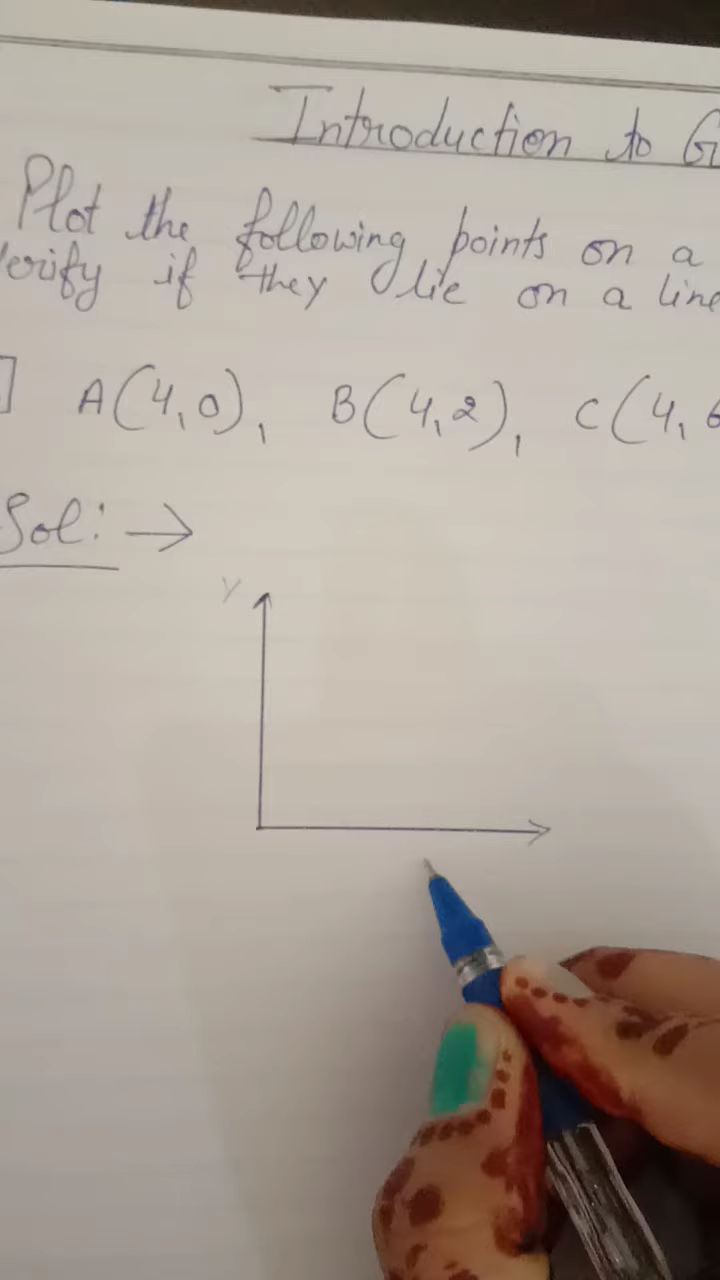 Introduction to G
Plot the following points on a
Verify if they lie on a line
A(4,0), B(4,2), C(4,6
Sol: →
Y